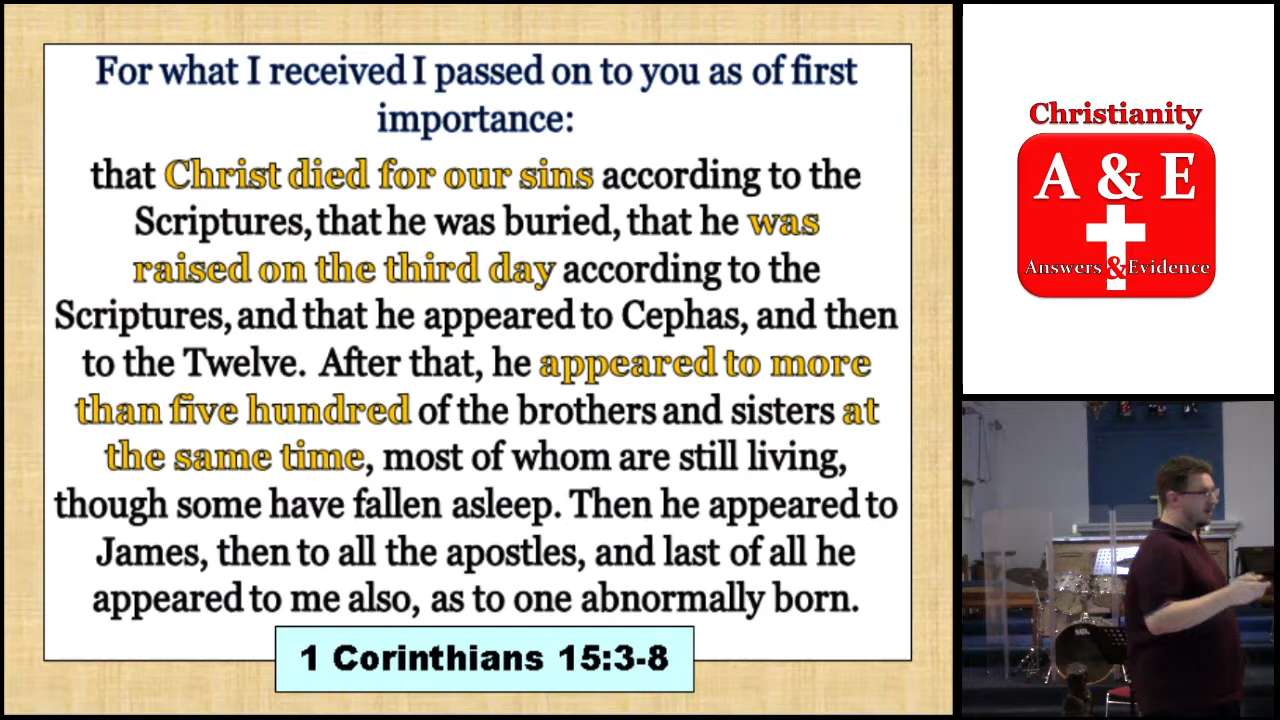 For what I received I passed on to you as of first
importance:
that Christ died for our sins according to the
Scriptures, that he was buried, that he was
raised on the third day according to the
Scriptures, and that he appeared to Cephas, and then
to the Twelve. After that, he appeared to more
than five hundred of the brothers and sisters at
the same time, most of whom are still living,
though some have fallen asleep. Then he appeared to
James, then to all the apostles, and last of all he
appeared to me also, as to one abnormally born.
1 Corinthians 15:3-8
Christianity
A & E
Answers & Evidence